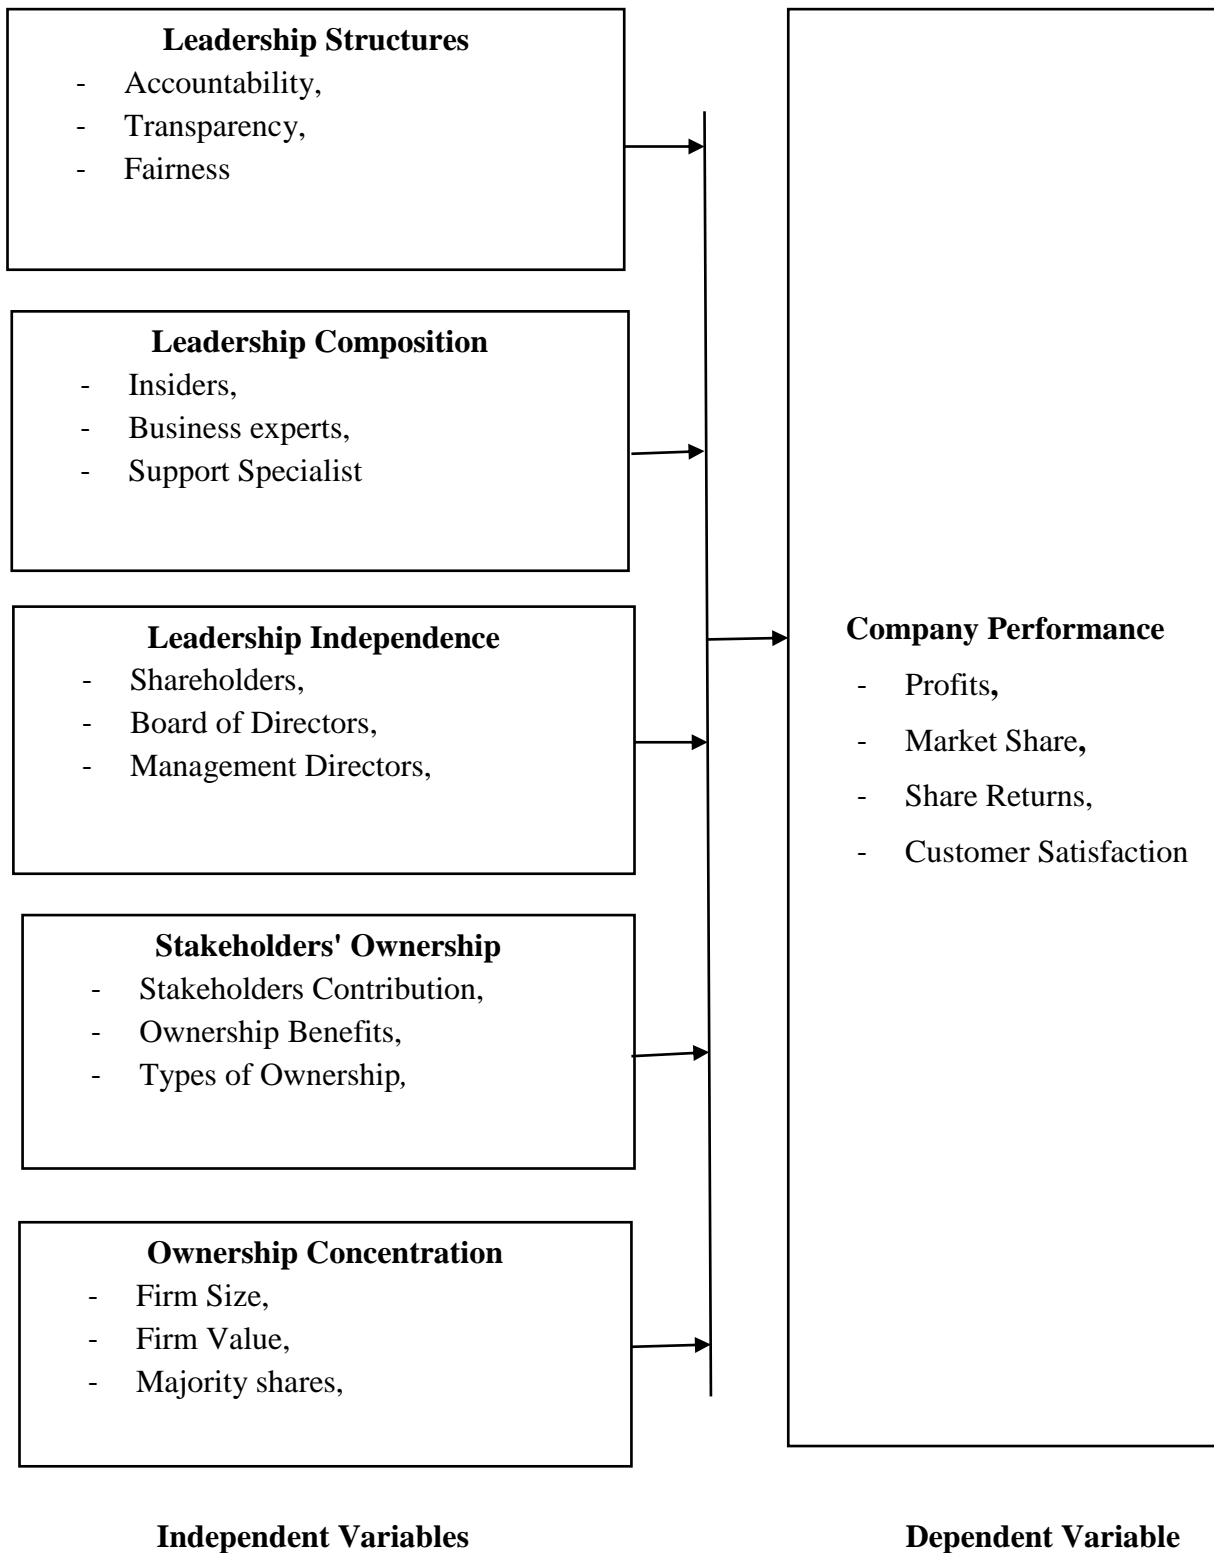 Leadership Structures
- Accountability,
- Transparency,
- Fairness
Leadership Composition
- Insiders,
- Business experts,
- Support Specialist
Leadership Independence
- Shareholders,
- Board of Directors,
- Management Directors,
Stakeholders' Ownership
- Stakeholders Contribution,
- Ownership Benefits,
- Types of Ownership,
Ownership Concentration
- Firm Size,
- Firm Value,
- Majority shares,
Independent Variables
Company Performance
- Profits,
- Market Share,
- Share Returns,
- Customer Satisfaction
Dependent Variable